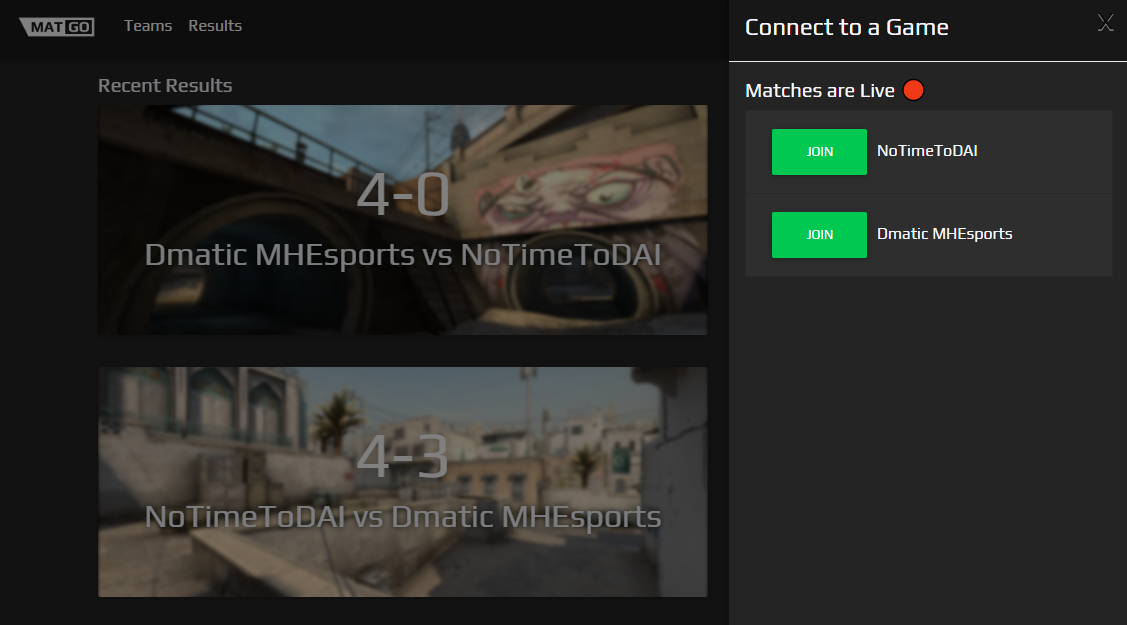 MAT GO
Teams
Results
Recent Results
4-0
Dmatic MHEsports vs NoTimeToDAI
4-3
NoTimeToDAI vs Dmatic MHEsports
Connect to a Game
X
Matches are Live
JOIN
NoTimeToDAI
JOIN
Dmatic MHEsports